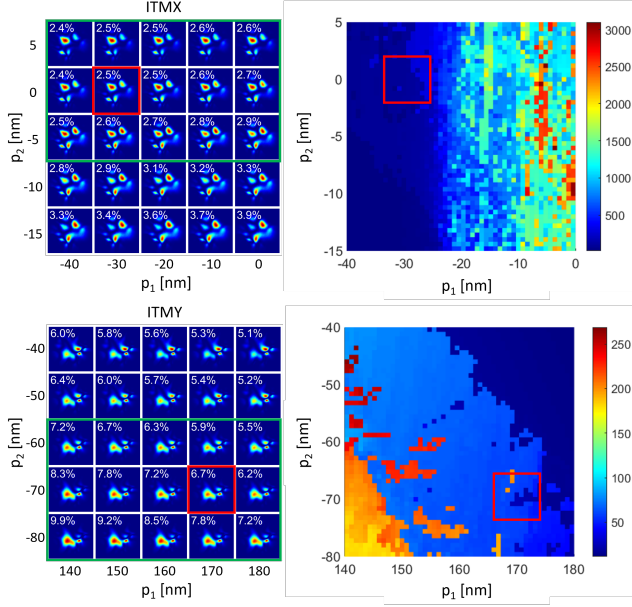 ITMX
5 2.4% 2.5% 2.5% 2.6% 2.6%
0 2.4% 2.5% 2.5% 2.6% 2.7%
-5 2.5% 2.6% 2.7% 2.8% 2.9%
-10 2.8% 2.9% 3.1% 3.2% 3.3%
-15 3.3% 3.4% 3.6% 3.7% 3.9%
p2 [nm]
-40 -30 -20 -10 0
p1 [nm]
5
0
-5
-10
-15
p2 [nm]
-40 -30 -20 -10 0
p1 [nm]
3000
2500
2000
1500
1000
500
ITMY
-40 6.0% 5.8% 5.6% 5.3% 5.1%
-50 6.4% 6.0% 5.7% 5.4% 5.2%
-60 7.2% 6.7% 6.3% 5.9% 5.5%
-70 8.3% 7.8% 7.2% 6.7% 6.2%
-80 9.9% 9.2% 8.5% 7.8% 7.2%
p2 [nm]
140 150 160 170 180
p1 [nm]
-40
-50
-60
-70
-80
p2 [nm]
140 150 160 170 180
p1 [nm]
250
200
150
100
50